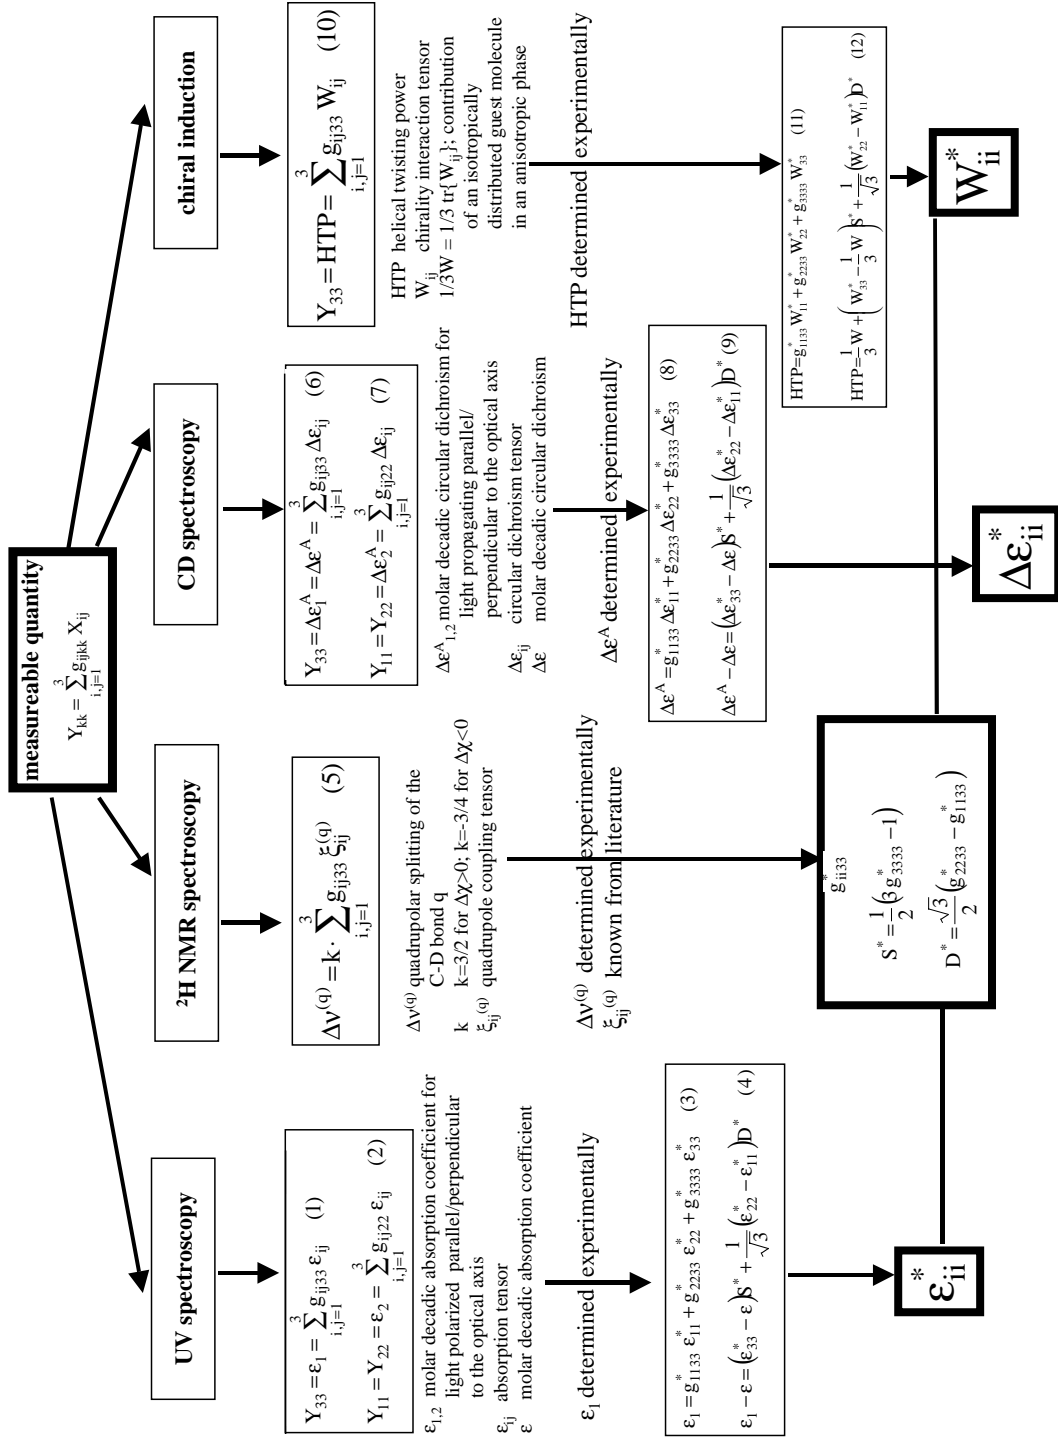 measureable quantity
Y_kk = ∑_{i,j=1}^{3} g_ijkk X_ij
UV spectroscopy
Y_33 = ε_1 = ∑_{i,j=1}^{3} g_ij33 ε_ij (1)
Y_11 = Y_22 = ε_2 = ∑_{i,j=1}^{3} g_ij22 ε_ij (2)
ε_1,2 molar decadic absorption coefficient for
light polarized parallel/perpendicular
to the optical axis
ε_ij absorption tensor
ε molar decadic absorption coefficient
ε_1 determined experimentally
ε_1 = g*_1133 ε*_11 + g*_2233 ε*_22 + g*_3333 ε*_33 (3)
ε_1 − ε = (ε*_33 − ε)S* + 1/√3 (ε*_22 − ε*_11)D* (4)
ε*_ii
²H NMR spectroscopy
Δν^(q) = k · ∑_{i,j=1}^{3} g_ij33 ξ_ij^(q) (5)
Δν^(q) quadrupolar splitting of the
C-D bond q
k k=3/2 for Δχ>0; k=-3/4 for Δχ<0
ξ_ij^(q) quadrupole coupling tensor
Δν^(q) determined experimentally
ξ_ij^(q) known from literature
g*_ii33
S* = 1/2 (3g*_3333 − 1)
D* = √3/2 (g*_2233 − g*_1133)
CD spectroscopy
Y_33 = Δε_1^A = Δε^A = ∑_{i,j=1}^{3} g_ij33 Δε_ij (6)
Y_11 = Y_22 = Δε_2^A = ∑_{i,j=1}^{3} g_ij22 Δε_ij (7)
Δε^A_1,2 molar decadic circular dichroism for
light propagating parallel/
perpendicular to the optical axis
Δε_ij circular dichroism tensor
Δε molar decadic circular dichroism
Δε^A determined experimentally
Δε^A = g*_1133 Δε*_11 + g*_2233 Δε*_22 + g*_3333 Δε*_33 (8)
Δε^A − Δε = (Δε*_33 − Δε)S* + 1/√3 (Δε*_22 − Δε*_11)D* (9)
Δε*_ii
chiral induction
Y_33 = HTP = ∑_{i,j=1}^{3} g_ij33 W_ij (10)
HTP helical twisting power
W_ij chirality interaction tensor
1/3W = 1/3 tr{W_ij}; contribution
of an isotropically
distributed guest molecule
in an anisotropic phase
HTP determined experimentally
HTP = g*_1133 W*_11 + g*_2233 W*_22 + g*_3333 W*_33 (11)
HTP = 1/3 W + (W*_33 − 1/3 W)S* + 1/√3 (W*_22 − W*_11)D* (12)
W*_ii